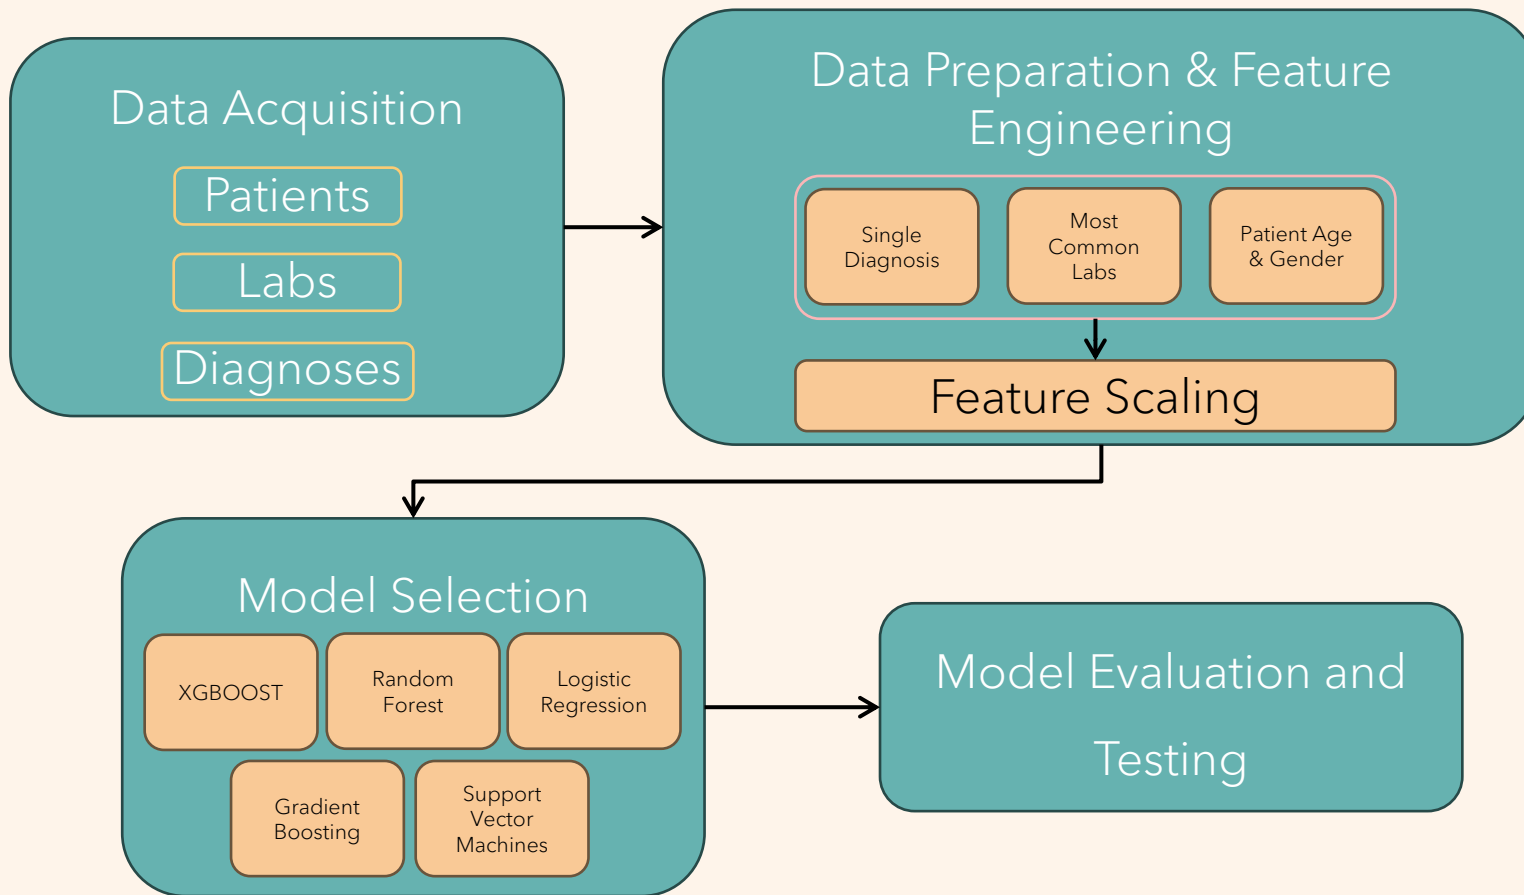 Data Acquisition
Patients
Labs
Diagnoses
Data Preparation & Feature
Engineering
Single
Diagnosis
Most
Common
Labs
Patient Age
& Gender
Feature Scaling
Model Selection
XGBOOST
Random
Forest
Logistic
Regression
Gradient
Boosting
Support
Vector
Machines
Model Evaluation and
Testing